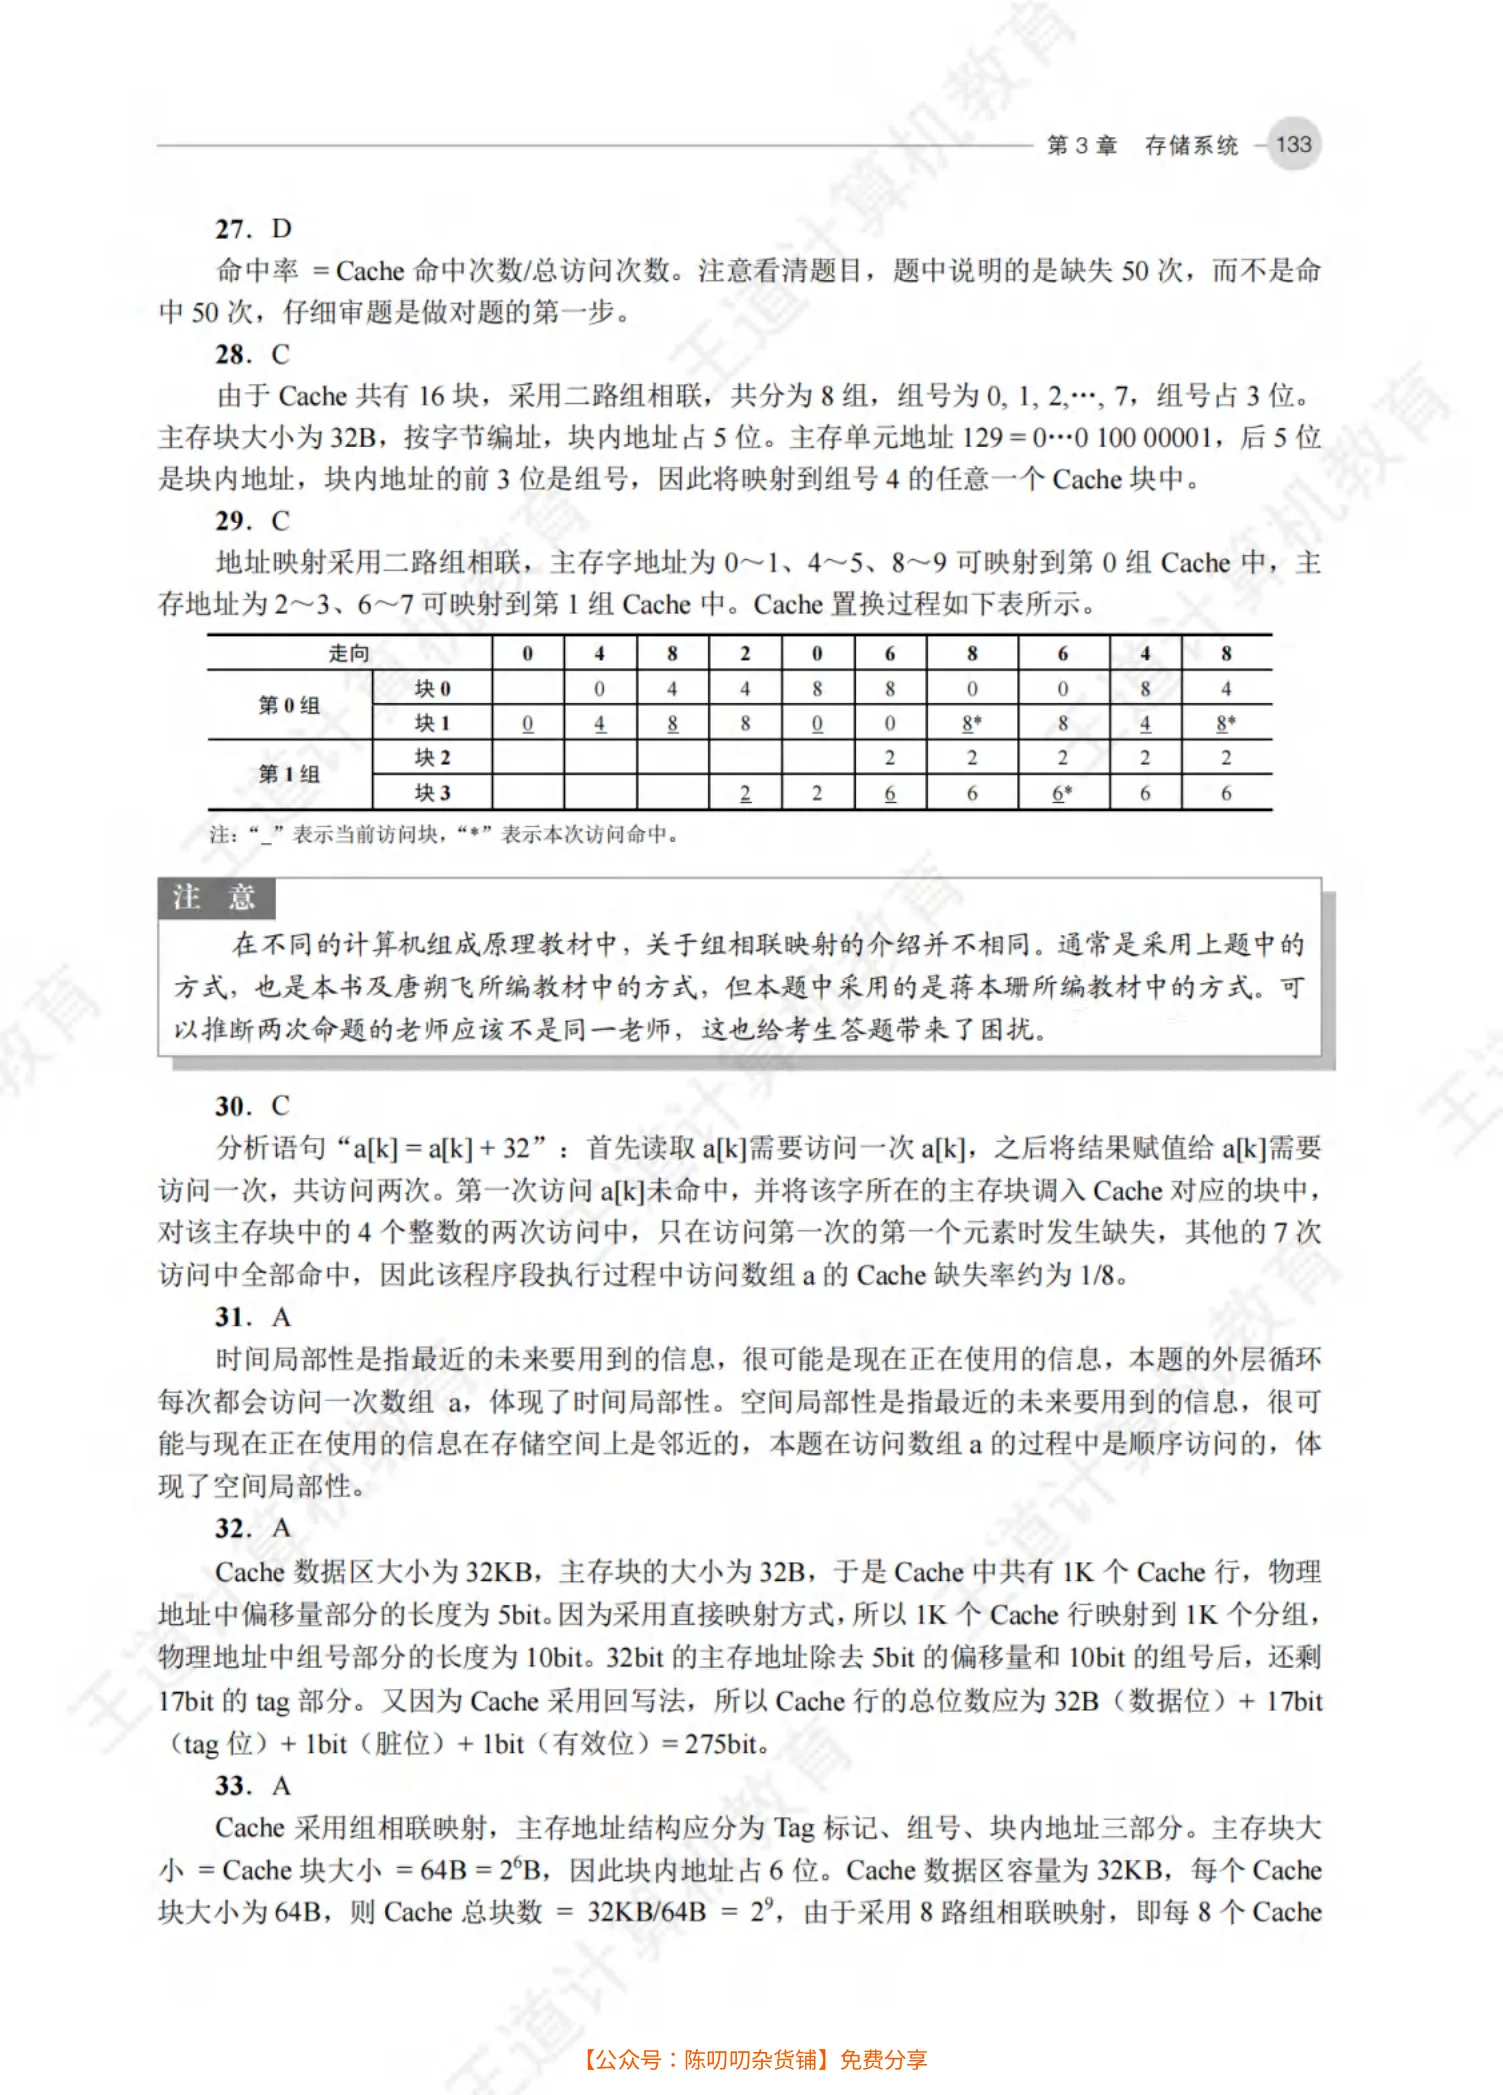 第 3 章 存储系统 133
27. D
命中率 = Cache 命中次数/总访问次数。注意看清题目，题中说明的是缺失 50 次，而不是命
中 50 次，仔细审题是做对题的第一步。
28. C
由于 Cache 共有 16 块，采用二路组相联，共分为 8 组，组号为 0, 1, 2,…, 7，组号占 3 位。
主存块大小为 32B，按字节编址，块内地址占 5 位。主存单元地址 129 = 0…0 100 00001，后 5 位
是块内地址，块内地址的前 3 位是组号，因此将映射到组号 4 的任意一个 Cache 块中。
29. C
地址映射采用二路组相联，主存字地址为 0～1、4～5、8～9 可映射到第 0 组 Cache 中，主
存地址为 2～3、6～7 可映射到第 1 组 Cache 中。Cache 置换过程如下表所示。
走向 0 4 8 2 0 6 8 6 4 8
第 0 组 块 0 0 4 4 8 8 0 0 8 4
块 1 0 4 8 8 0 0 8* 8 4 8*
第 1 组 块 2 2 2 2 2 2
块 3 2 2 6 6 6* 6 6
注：“_”表示当前访问块，“*”表示本次访问命中。
注 意
在不同的计算机组成原理教材中，关于组相联映射的介绍并不相同。通常是采用上题中的
方式，也是本书及唐朔飞所编教材中的方式，但本题中采用的是蒋本珊所编教材中的方式。可
以推断两次命题的老师应该不是同一老师，这也给考生答题带来了困扰。
30. C
分析语句“a[k] = a[k] + 32”：首先读取 a[k]需要访问一次 a[k]，之后将结果赋值给 a[k]需要
访问一次，共访问两次。第一次访问 a[k]未命中，并将该字所在的主存块调入 Cache 对应的块中，
对该主存块中的 4 个整数的两次访问中，只在访问第一次的第一个元素时发生缺失，其他的 7 次
访问中全部命中，因此该程序段执行过程中访问数组 a 的 Cache 缺失率约为 1/8。
31. A
时间局部性是指最近的未来要用到的信息，很可能是现在正在使用的信息，本题的外层循环
每次都会访问一次数组 a，体现了时间局部性。空间局部性是指最近的未来要用到的信息，很可
能与现在正在使用的信息在存储空间上是邻近的，本题在访问数组 a 的过程中是顺序访问的，体
现了空间局部性。
32. A
Cache 数据区大小为 32KB，主存块的大小为 32B，于是 Cache 中共有 1K 个 Cache 行，物理
地址中偏移量部分的长度为 5bit。因为采用直接映射方式，所以 1K 个 Cache 行映射到 1K 个分组，
物理地址中组号部分的长度为 10bit。32bit 的主存地址除去 5bit 的偏移量和 10bit 的组号后，还剩
17bit 的 tag 部分。又因为 Cache 采用回写法，所以 Cache 行的总位数应为 32B（数据位）+ 17bit
（tag 位）+ 1bit（脏位）+ 1bit（有效位）= 275bit。
33. A
Cache 采用组相联映射，主存地址结构应分为 Tag 标记、组号、块内地址三部分。主存块大
小 = Cache 块大小 = 64B = 2⁶B，因此块内地址占 6 位。Cache 数据区容量为 32KB，每个 Cache
块大小为 64B，则 Cache 总块数 = 32KB/64B = 2⁹，由于采用 8 路组相联映射，即每 8 个 Cache
【公众号：陈叨叨杂货铺】免费分享
王道计算机教育